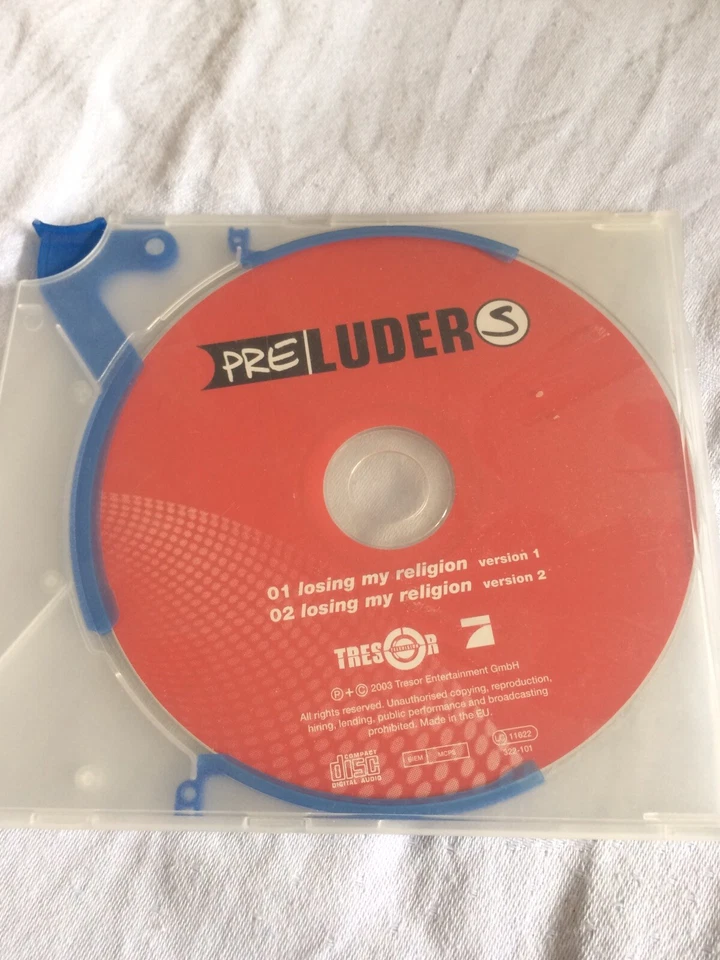 PRE|LUDERS
01 losing my religion version 1
02 losing my religion version 2
TRESOR
Ⓟ + © 2003 Tresor Entertainment GmbH
All rights reserved. Unauthorised copying, reproduction,
hiring, lending, public performance and broadcasting
prohibited. Made in the EU.
COMPACT
disc
DIGITAL AUDIO
BIEM MCPS
LC 11622
322-101